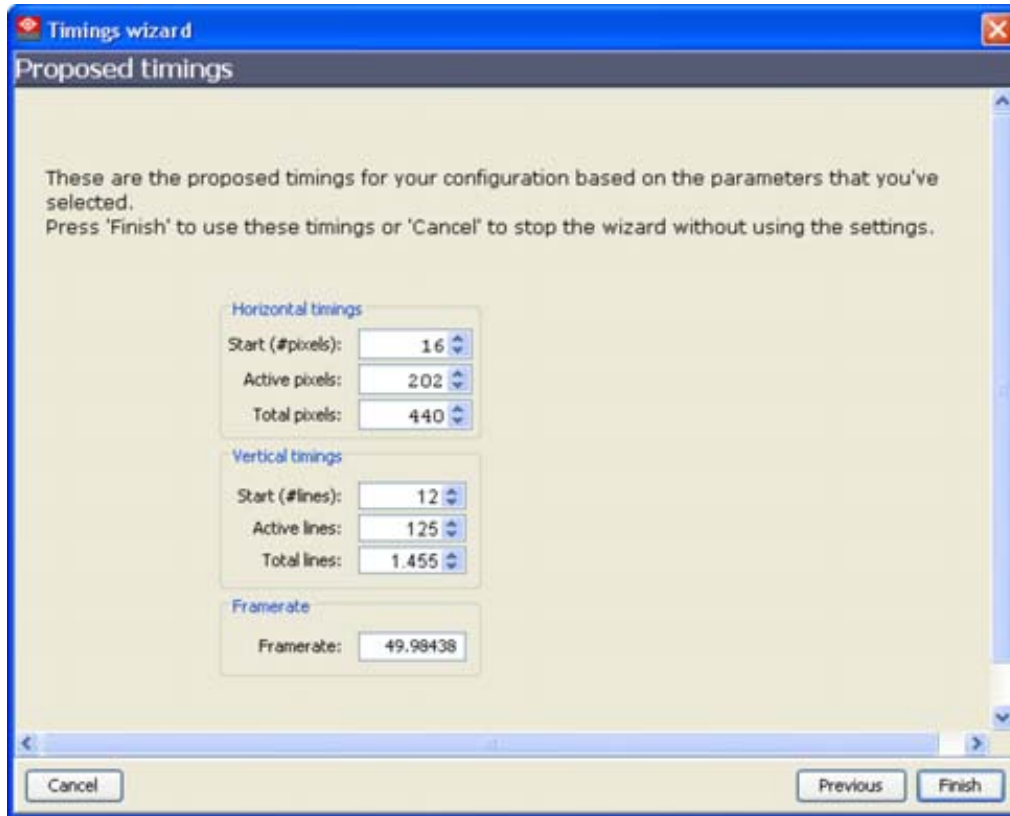 Timings wizard
Proposed timings
These are the proposed timings for your configuration based on the parameters that you've
selected.
Press 'Finish' to use these timings or 'Cancel' to stop the wizard without using the settings.
Horizontal timings
Start (#pixels): 16
Active pixels: 202
Total pixels: 440
Vertical timings
Start (#lines): 12
Active lines: 125
Total lines: 1.455
Framerate
Framerate: 49.98438
Cancel Previous Finish